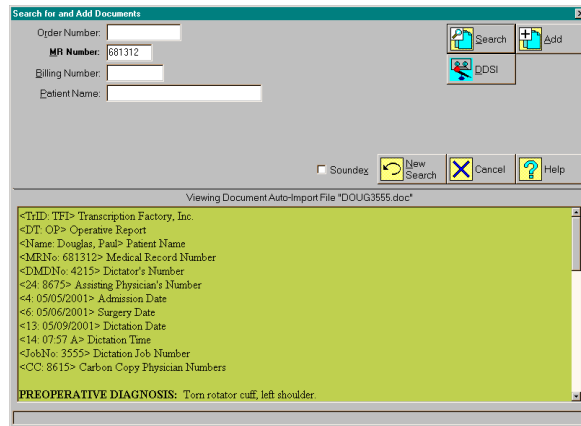 Search for and Add Documents
Order Number:
Search
Add
MR Number: 681312
Billing Number:
DDSI
Patient Name:
Soundex
New Search
Cancel
Help
Viewing Document Auto-Import File "DOUG3555.doc"
<TrID: TFI> Transcription Factory, Inc.
<DT: OP> Operative Report
<Name: Douglas, Paul> Patient Name
<MRNo: 681312> Medical Record Number
<DMDNo: 4215> Dictator's Number
<24: 8675> Assisting Physician's Number
<4: 05/05/2001> Admission Date
<6: 05/06/2001> Surgery Date
<13: 05/09/2001> Dictation Date
<14: 07:57 A> Dictation Time
<JobNo: 3555> Dictation Job Number
<CC: 8615> Carbon Copy Physician Numbers
PREOPERATIVE DIAGNOSIS: Torn rotator cuff, left shoulder.